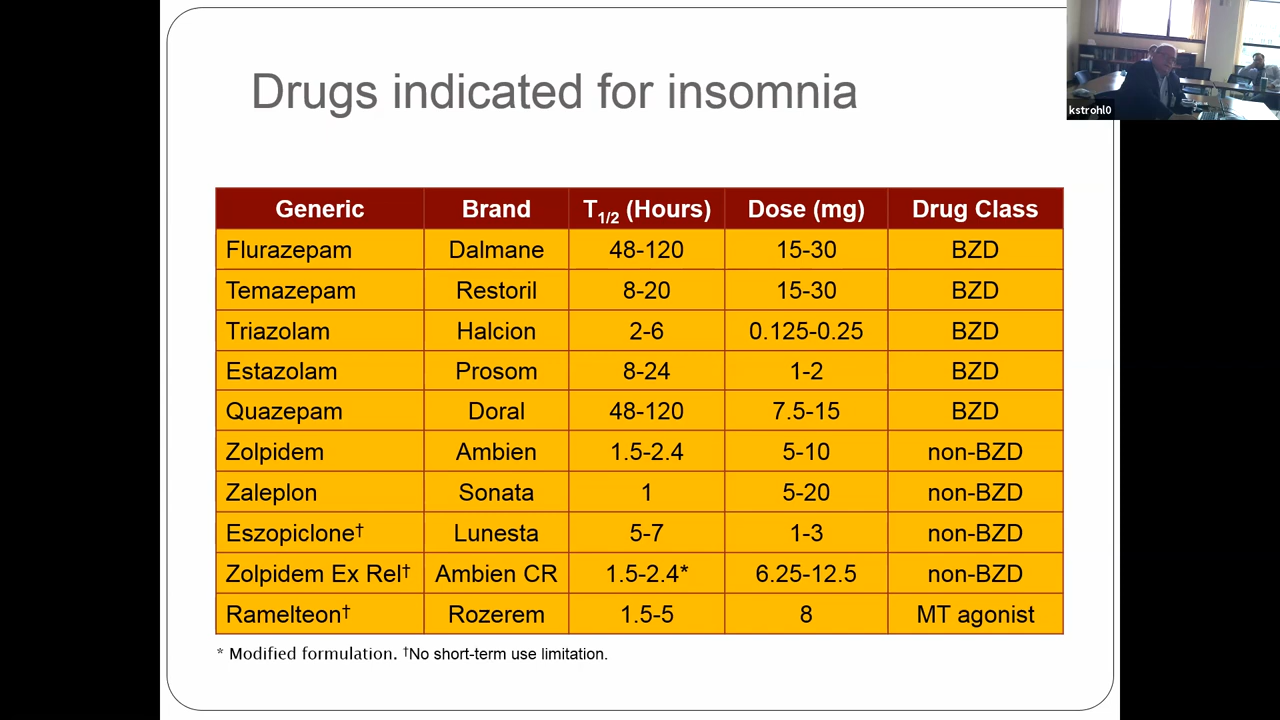 Drugs indicated for insomnia
kstrohl0
Generic Brand T1/2 (Hours) Dose (mg) Drug Class
Flurazepam Dalmane 48-120 15-30 BZD
Temazepam Restoril 8-20 15-30 BZD
Triazolam Halcion 2-6 0.125-0.25 BZD
Estazolam Prosom 8-24 1-2 BZD
Quazepam Doral 48-120 7.5-15 BZD
Zolpidem Ambien 1.5-2.4 5-10 non-BZD
Zaleplon Sonata 1 5-20 non-BZD
Eszopiclone† Lunesta 5-7 1-3 non-BZD
Zolpidem Ex Rel† Ambien CR 1.5-2.4* 6.25-12.5 non-BZD
Ramelteon† Rozerem 1.5-5 8 MT agonist
* Modified formulation. †No short-term use limitation.